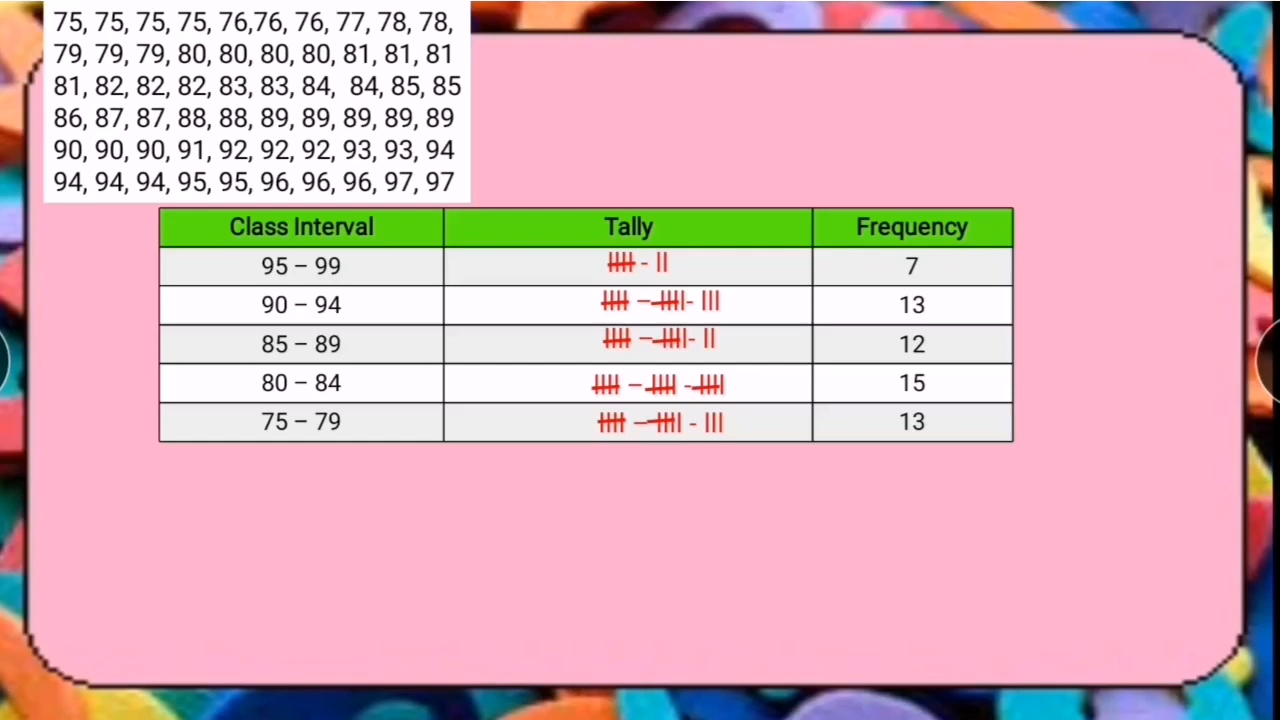 75, 75, 75, 75, 76,76, 76, 77, 78, 78,
79, 79, 79, 80, 80, 80, 80, 81, 81, 81
81, 82, 82, 82, 83, 83, 84, 84, 85, 85
86, 87, 87, 88, 88, 89, 89, 89, 89, 89
90, 90, 90, 91, 92, 92, 92, 93, 93, 94
94, 94, 94, 95, 95, 96, 96, 96, 97, 97
Class Interval Tally Frequency
95 – 99 7
90 – 94 13
85 – 89 12
80 – 84 15
75 – 79 13